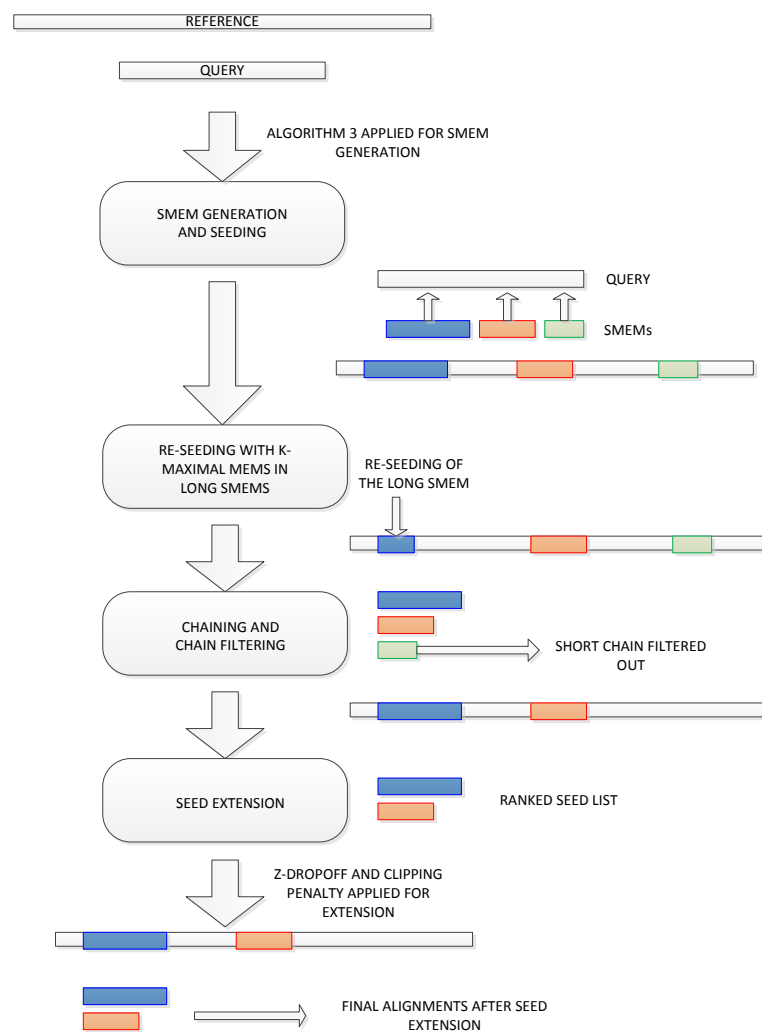 REFERENCE
QUERY
ALGORITHM 3 APPLIED FOR SMEM
GENERATION
SMEM GENERATION
AND SEEDING
QUERY
SMEMs
RE-SEEDING WITH K-
MAXIMAL MEMS IN
LONG SMEMS
RE-SEEDING OF
THE LONG SMEM
CHAINING AND
CHAIN FILTERING
SHORT CHAIN FILTERED
OUT
SEED EXTENSION
RANKED SEED LIST
Z-DROPOFF AND CLIPPING
PENALTY APPLIED FOR
EXTENSION
FINAL ALIGNMENTS AFTER SEED
EXTENSION